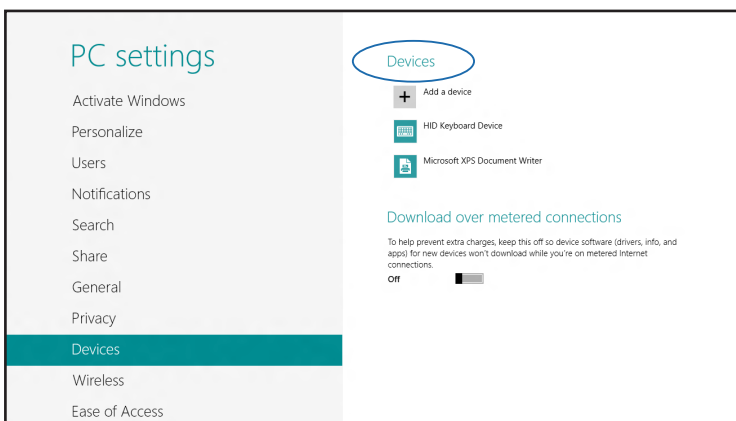 PC settings
Activate Windows
Personalize
Users
Notifications
Search
Share
General
Privacy
Devices
Wireless
Ease of Access
Devices
Add a device
HID Keyboard Device
Microsoft XPS Document Writer
Download over metered connections
To help prevent extra charges, keep this off so device software (drivers, info, and
apps) for new devices won't download while you're on metered Internet
connections.
Off